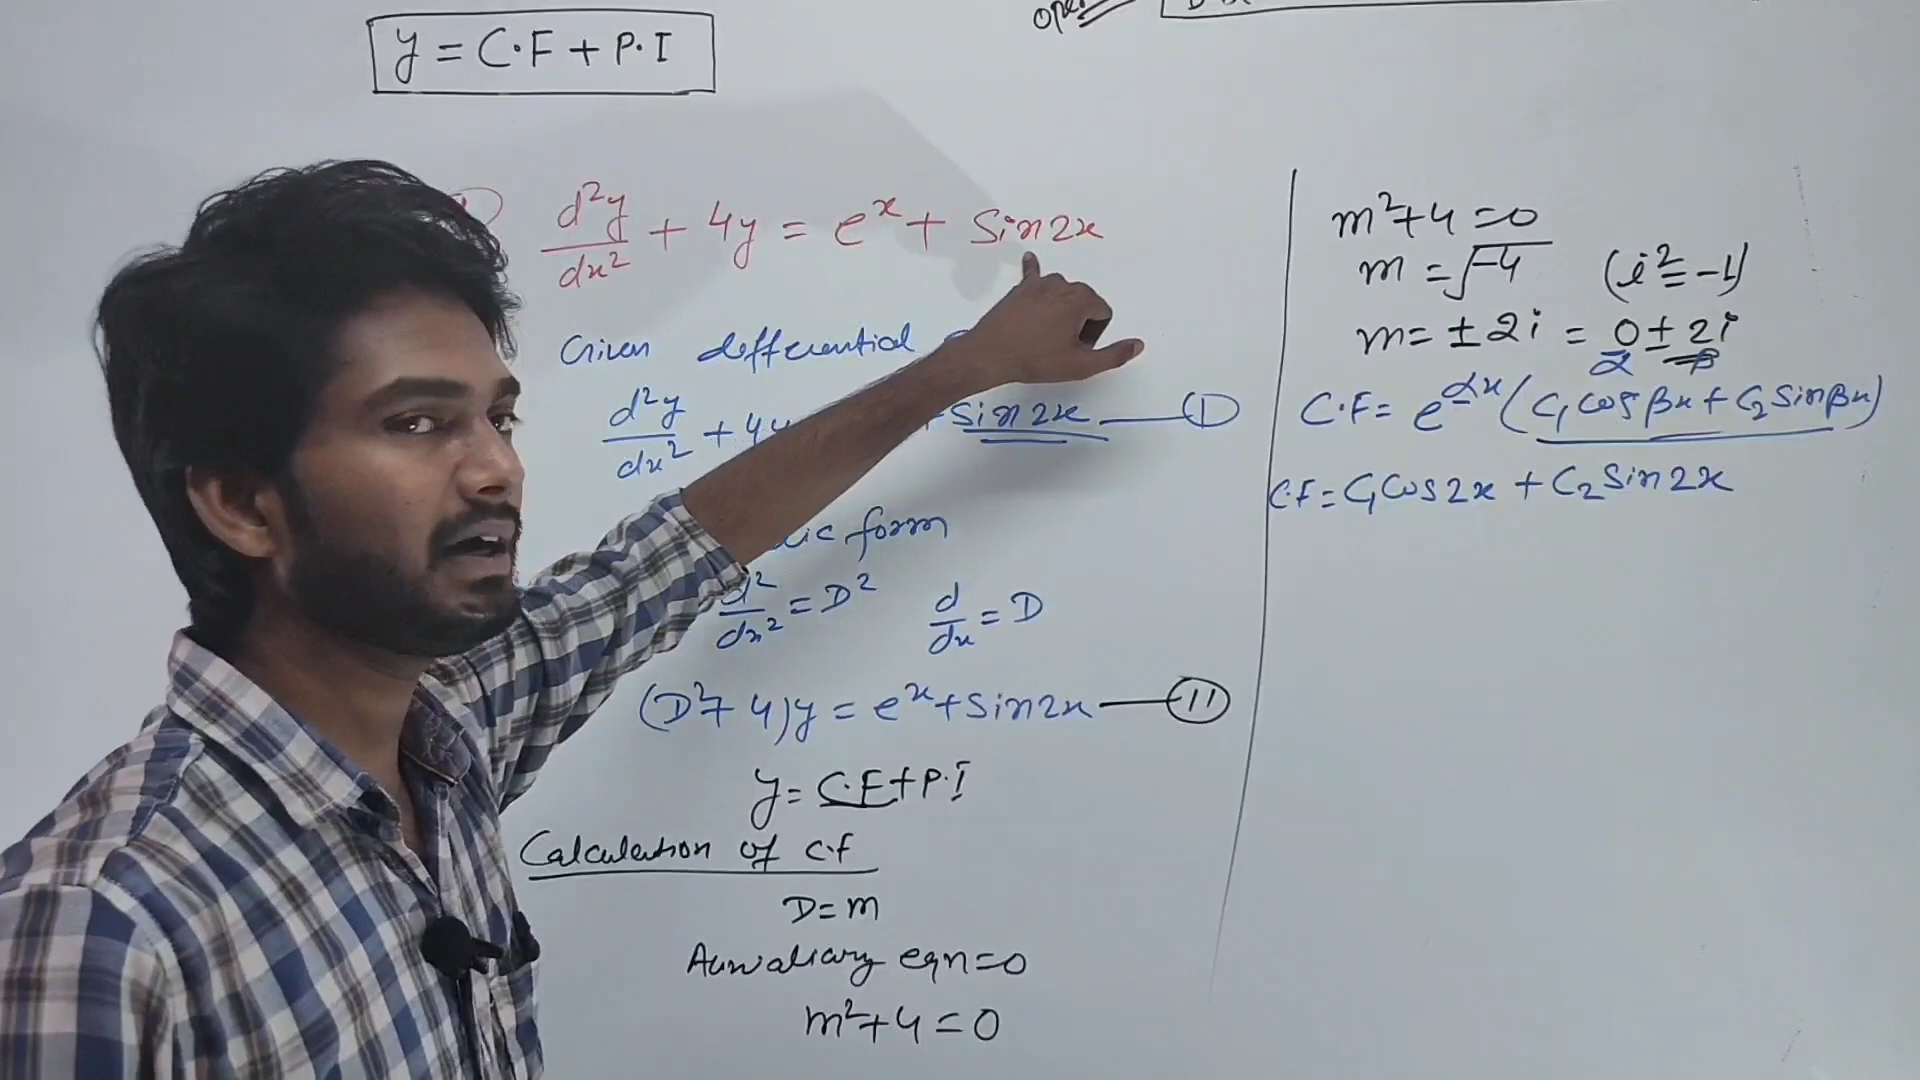 y = C.F + P.I
d²y/dx² + 4y = eˣ + Sin2x
Given differential
d²y/dx² + 4y + Sin2x —— I
form
d²/dx² = D² d/dx = D
(D² + 4)y = eˣ + Sin2x —— II
y = C.F + P.I
Calculation of C.F
D = m
Auxualiary eqn = 0
m² + 4 = 0
m² + 4 = 0
m = √-4 (i² = -1)
m = ± 2i = 0 ± 2i
α β
C.F = e^αx (C₁ Cos βx + C₂ Sin βx)
C.F = C₁ Cos 2x + C₂ Sin 2x